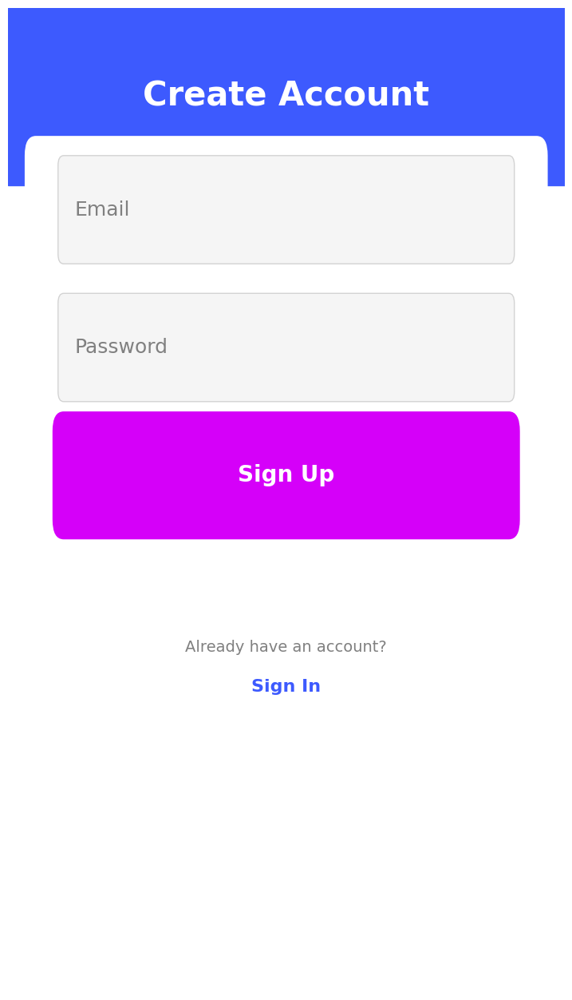 Create Account
Email
Password
Sign Up
Already have an account?
Sign In